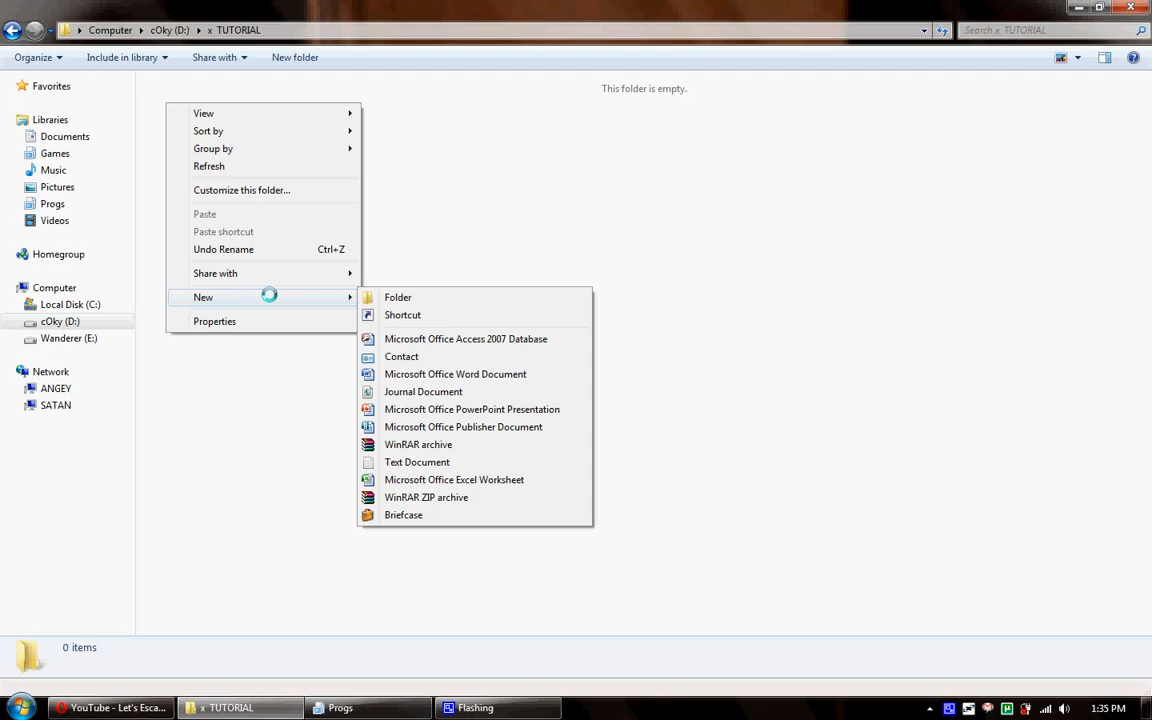 Computer ▸ cOky (D:) ▸ x TUTORIAL
Search x TUTORIAL
Organize Include in library Share with New folder
Favorites
Libraries
Documents
Games
Music
Pictures
Progs
Videos
Homegroup
Computer
Local Disk (C:)
cOky (D:)
Wanderer (E:)
Network
ANGEY
SATAN
This folder is empty.
View
Sort by
Group by
Refresh
Customize this folder...
Paste
Paste shortcut
Undo Rename Ctrl+Z
Share with
New
Properties
Folder
Shortcut
Microsoft Office Access 2007 Database
Contact
Microsoft Office Word Document
Journal Document
Microsoft Office PowerPoint Presentation
Microsoft Office Publisher Document
WinRAR archive
Text Document
Microsoft Office Excel Worksheet
WinRAR ZIP archive
Briefcase
0 items
YouTube - Let's Esca... x TUTORIAL Progs Flashing 1:35 PM